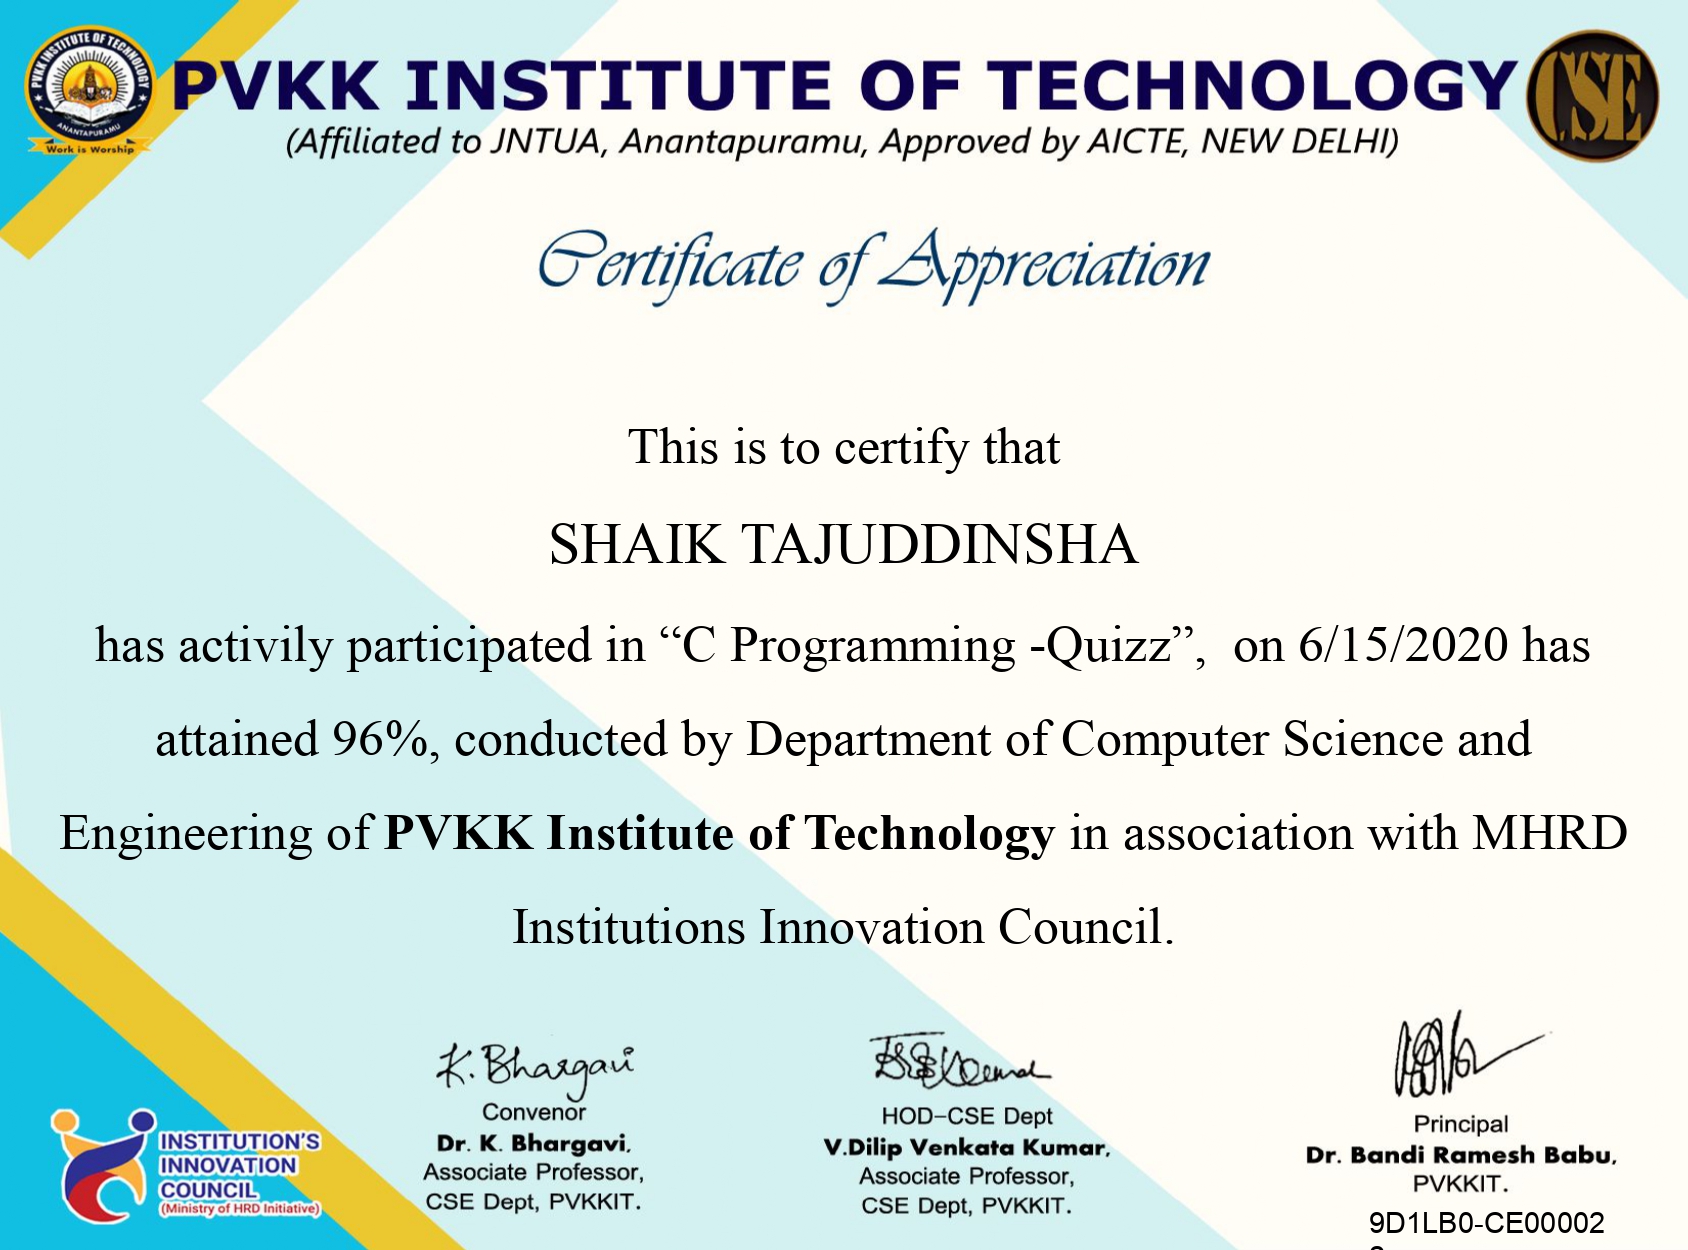 PVKK INSTITUTE OF TECHNOLOGY
ANANTAPURAMU
Work is Worship
PVKK INSTITUTE OF TECHNOLOGY
CSE
(Affiliated to JNTUA, Anantapuramu, Approved by AICTE, NEW DELHI)
Certificate of Appreciation
This is to certify that
SHAIK TAJUDDINSHA
has activily participated in “C Programming -Quizz”,  on 6/15/2020 has
attained 96%, conducted by Department of Computer Science and
Engineering of PVKK Institute of Technology in association with MHRD
Institutions Innovation Council.
K. Bhargavi
Convenor
Dr. K. Bhargavi,
Associate Professor,
CSE Dept, PVKKIT.
HOD-CSE Dept
V.Dilip Venkata Kumar,
Associate Professor,
CSE Dept, PVKKIT.
Principal
Dr. Bandi Ramesh Babu,
PVKKIT.
9D1LB0-CE00002
INSTITUTION'S
INNOVATION
COUNCIL
(Ministry of HRD Initiative)